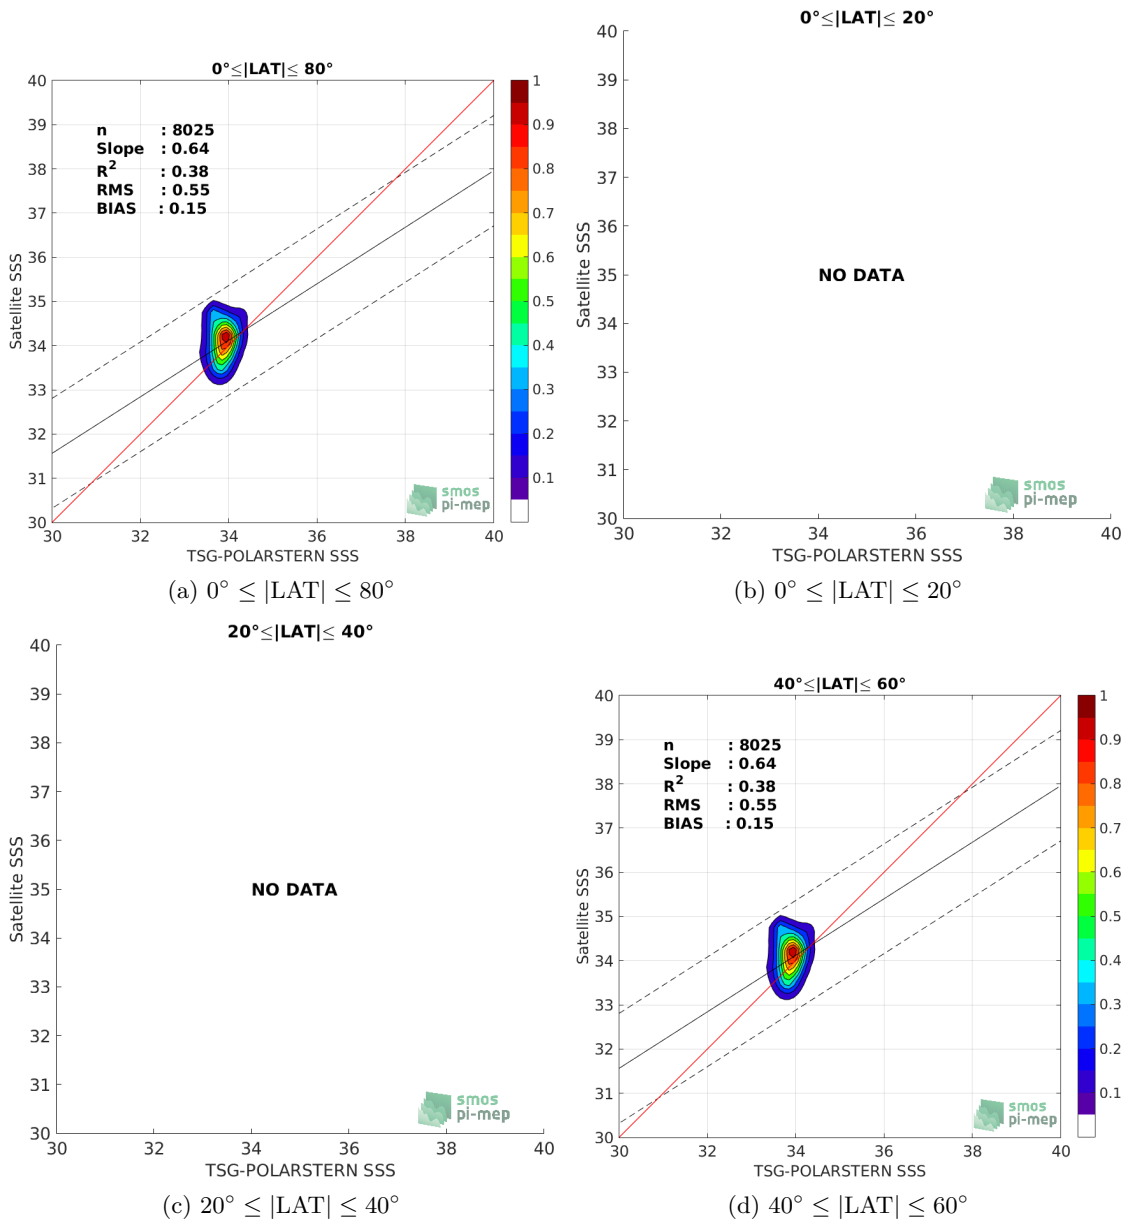 0°≤|LAT|≤ 80°
40
39
38
37
36
35
34
33
32
31
30
Satellite SSS
n : 8025
Slope : 0.64
R² : 0.38
RMS : 0.55
BIAS : 0.15
1
0.9
0.8
0.7
0.6
0.5
0.4
0.3
0.2
0.1
smos
pi-mep
30 32 34 36 38 40
TSG-POLARSTERN SSS
(a) 0° ≤ |LAT| ≤ 80°
0°≤|LAT|≤ 20°
40
39
38
37
36
35
34
33
32
31
30
Satellite SSS
NO DATA
smos
pi-mep
30 32 34 36 38 40
TSG-POLARSTERN SSS
(b) 0° ≤ |LAT| ≤ 20°
20°≤|LAT|≤ 40°
40
39
38
37
36
35
34
33
32
31
30
Satellite SSS
NO DATA
smos
pi-mep
30 32 34 36 38 40
TSG-POLARSTERN SSS
(c) 20° ≤ |LAT| ≤ 40°
40°≤|LAT|≤ 60°
40
39
38
37
36
35
34
33
32
31
30
Satellite SSS
n : 8025
Slope : 0.64
R² : 0.38
RMS : 0.55
BIAS : 0.15
1
0.9
0.8
0.7
0.6
0.5
0.4
0.3
0.2
0.1
smos
pi-mep
30 32 34 36 38 40
TSG-POLARSTERN SSS
(d) 40° ≤ |LAT| ≤ 60°